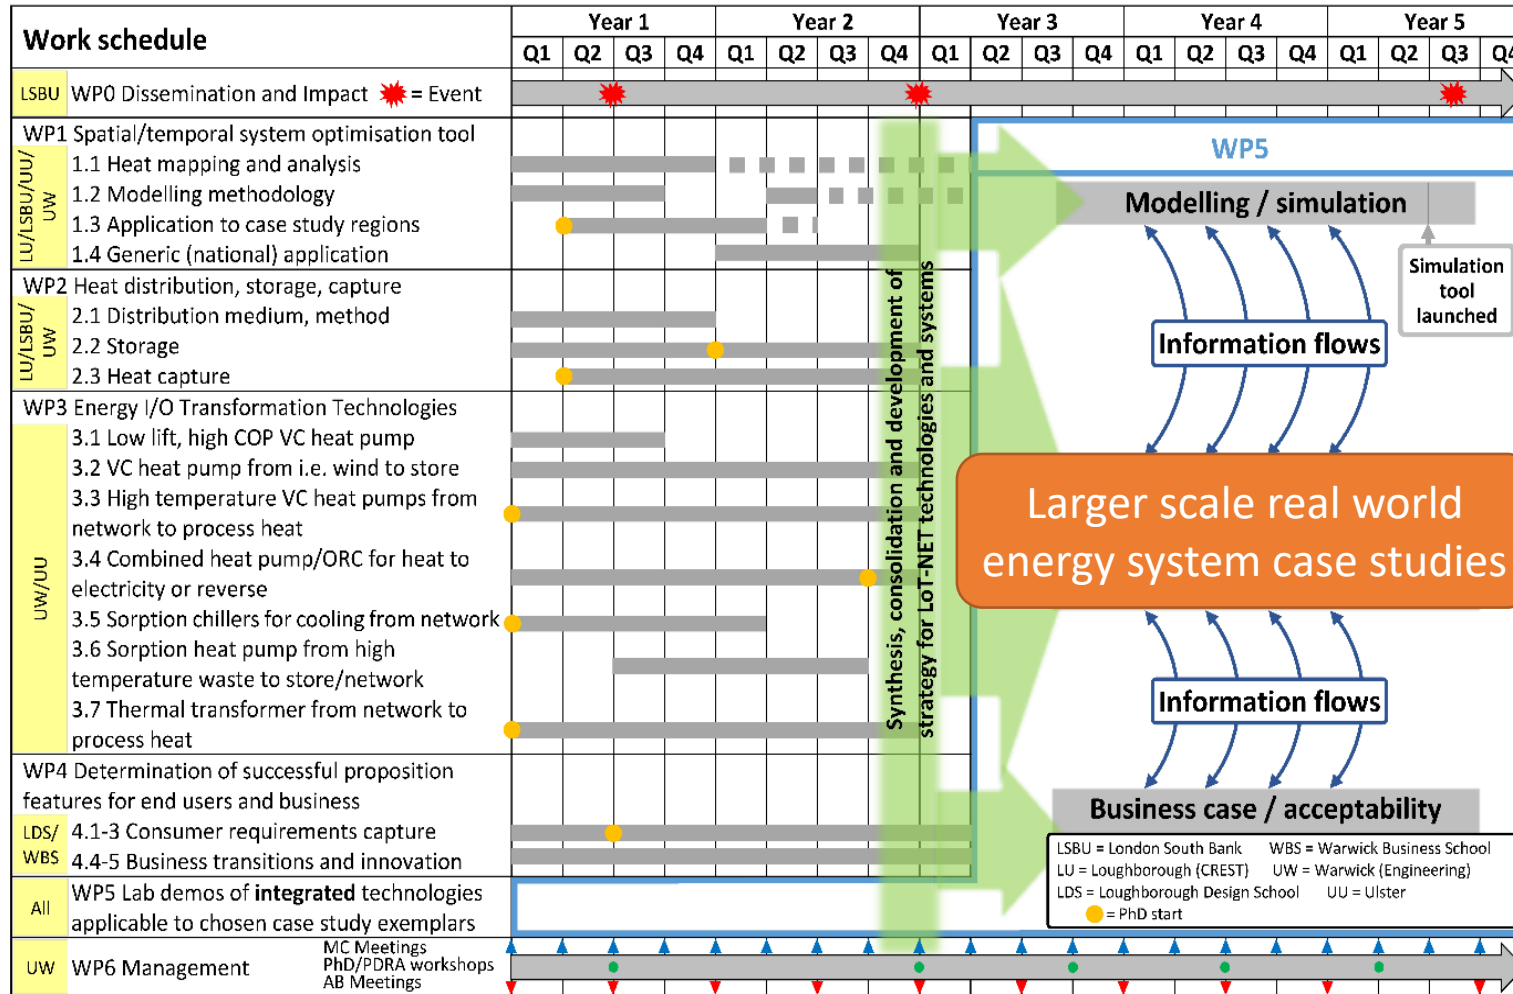 Work schedule
Year 1 Year 2 Year 3 Year 4 Year 5
Q1 Q2 Q3 Q4 Q1 Q2 Q3 Q4 Q1 Q2 Q3 Q4 Q1 Q2 Q3 Q4 Q1 Q2 Q3 Q4
LSBU WP0 Dissemination and Impact = Event
WP1 Spatial/temporal system optimisation tool
LU/LSBU/UU/
UW
1.1 Heat mapping and analysis
1.2 Modelling methodology
1.3 Application to case study regions
1.4 Generic (national) application
WP2 Heat distribution, storage, capture
LU/LSBU/
UW
2.1 Distribution medium, method
2.2 Storage
2.3 Heat capture
WP3 Energy I/O Transformation Technologies
UW/UU
3.1 Low lift, high COP VC heat pump
3.2 VC heat pump from i.e. wind to store
3.3 High temperature VC heat pumps from
network to process heat
3.4 Combined heat pump/ORC for heat to
electricity or reverse
3.5 Sorption chillers for cooling from network
3.6 Sorption heat pump from high
temperature waste to store/network
3.7 Thermal transformer from network to
process heat
WP4 Determination of successful proposition
features for end users and business
LDS/
WBS
4.1-3 Consumer requirements capture
4.4-5 Business transitions and innovation
All
WP5 Lab demos of integrated technologies
applicable to chosen case study exemplars
UW WP6 Management
MC Meetings
PhD/PDRA workshops
AB Meetings
Synthesis, consolidation and development of
strategy for LoT-NET technologies and systems
WP5
Modelling / simulation
Simulation
tool
launched
Information flows
Larger scale real world
energy system case studies
Information flows
Business case / acceptability
LSBU = London South Bank WBS = Warwick Business School
LU = Loughborough (CREST) UW = Warwick (Engineering)
LDS = Loughborough Design School UU = Ulster
= PhD start